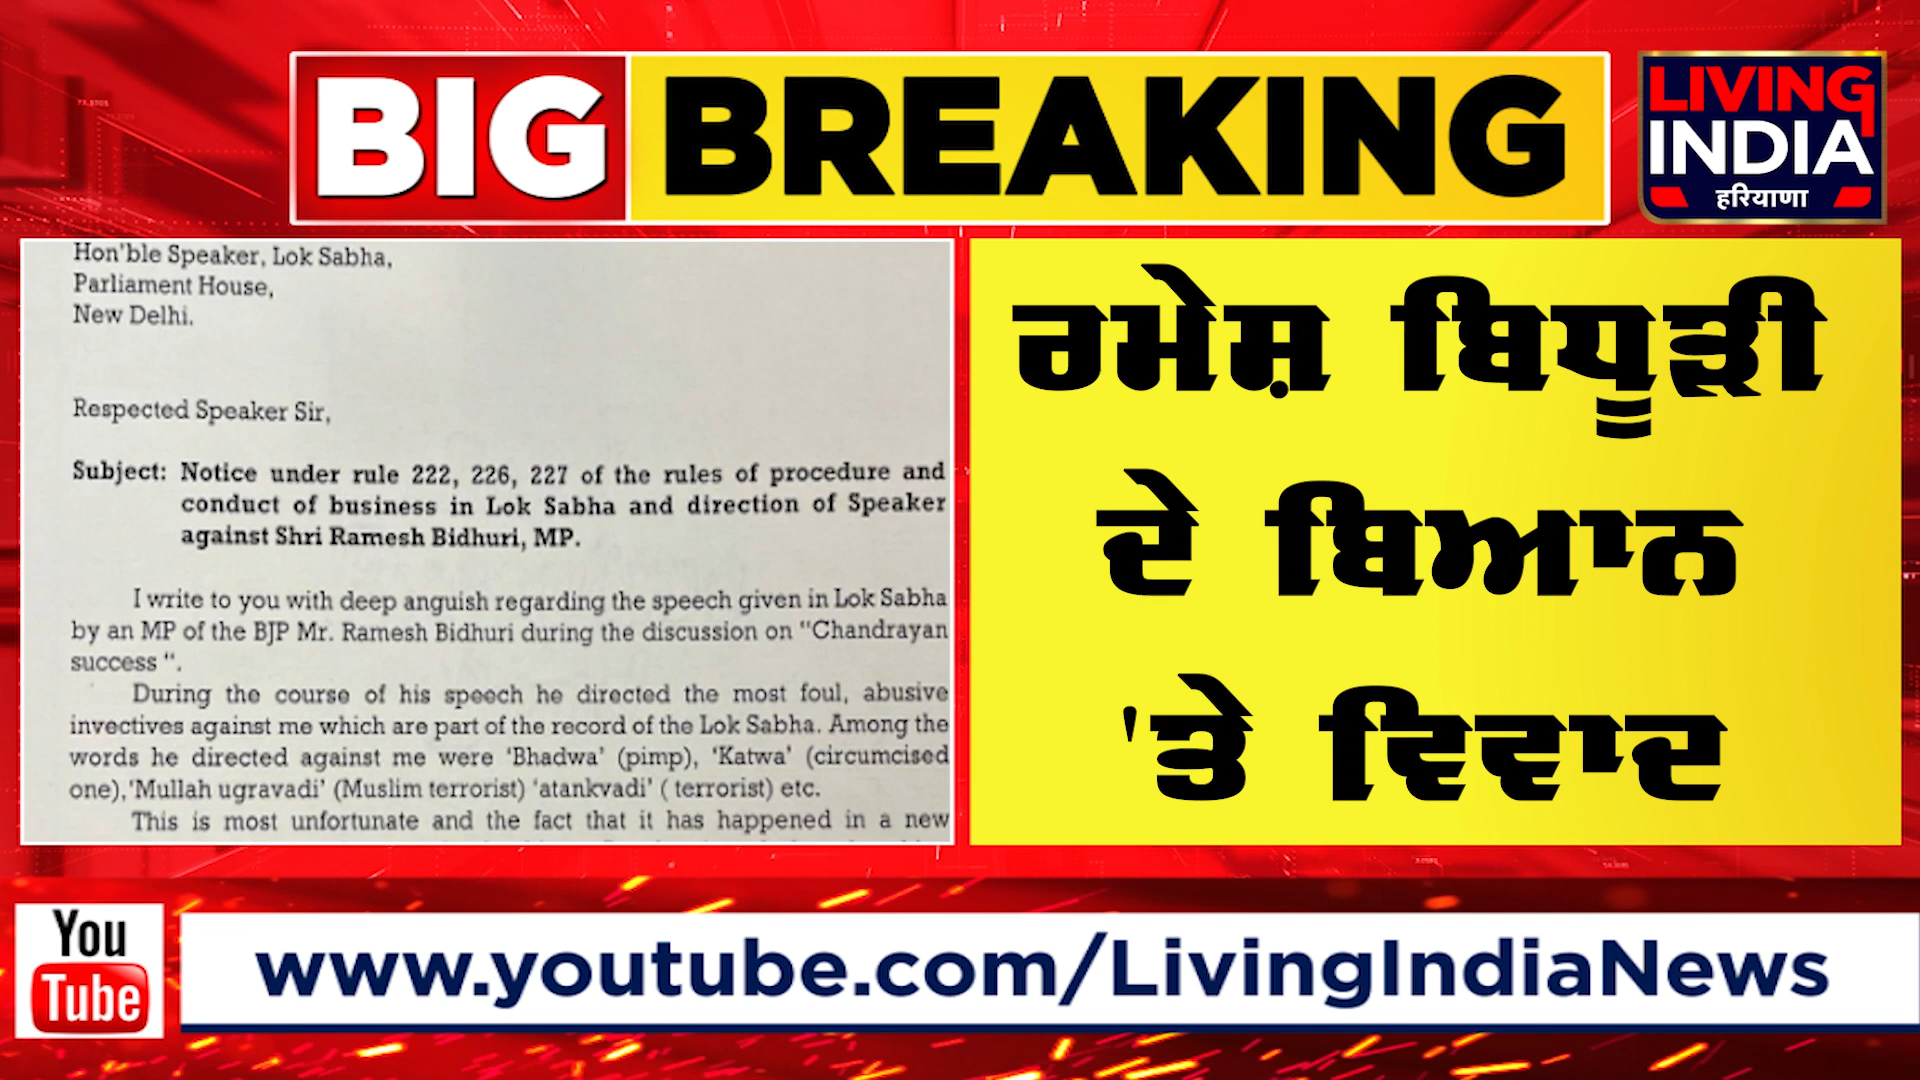 BIG BREAKING
LIVING
INDIA
हरियाणा
Hon'ble Speaker, Lok Sabha,
Parliament House,
New Delhi.
Respected Speaker Sir,
Subject: Notice under rule 222, 226, 227 of the rules of procedure and
conduct of business in Lok Sabha and direction of Speaker
against Shri Ramesh Bidhuri, MP.
I write to you with deep anguish regarding the speech given in Lok Sabha
by an MP of the BJP Mr. Ramesh Bidhuri during the discussion on "Chandrayan
success ".
During the course of his speech he directed the most foul, abusive
invectives against me which are part of the record of the Lok Sabha. Among the
words he directed against me were 'Bhadwa' (pimp), 'Katwa' (circumcised
one),'Mullah ugravadi' (Muslim terrorist) 'atankvadi' ( terrorist) etc.
This is most unfortunate and the fact that it has happened in a new
ਰਮੇਸ਼ ਬਿਧੂੜੀ
ਦੇ ਬਿਆਨ
'ਤੇ ਵਿਵਾਦ
You
Tube
www.youtube.com/LivingIndiaNews